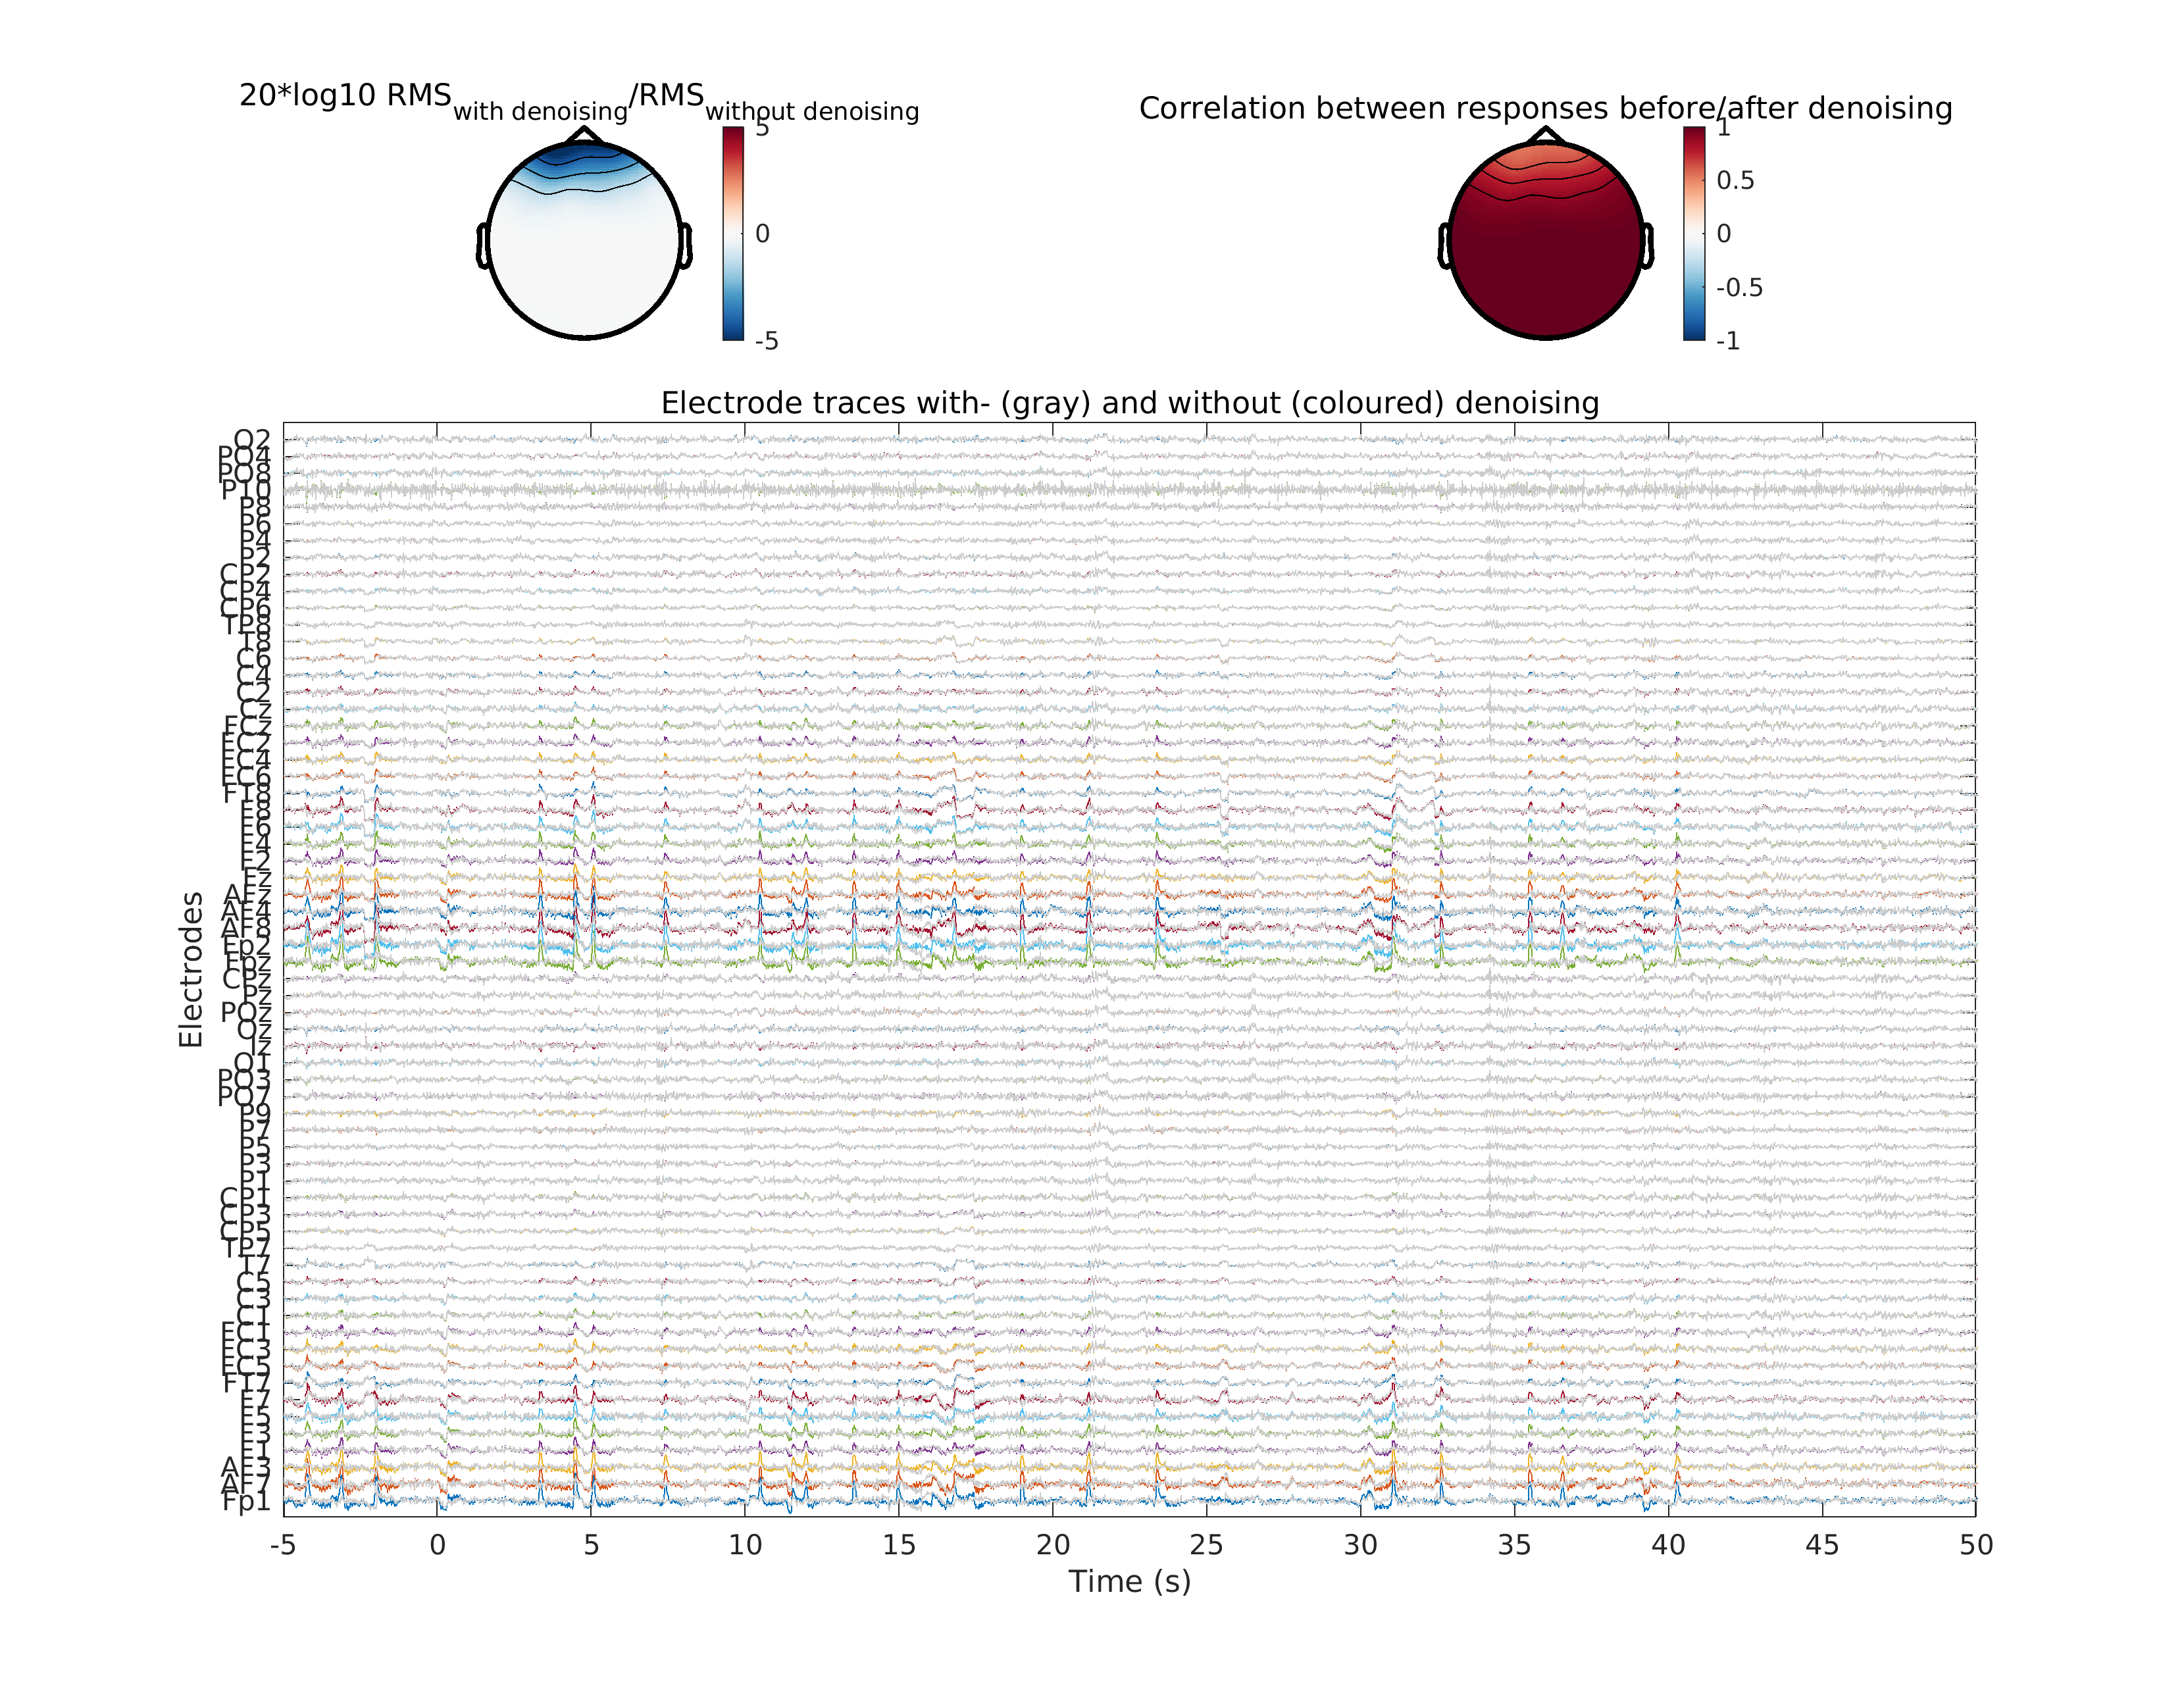 20*log10 RMS with denoising/RMS without denoising
5
0
-5
Correlation between responses before/after denoising
1
0.5
0
-0.5
-1
Electrode traces with- (gray) and without (coloured) denoising
Electrodes
O2
PO4
PO8
P10
P8
P6
P4
P2
CP2
CP4
CP6
TP8
T8
C6
C4
C2
Cz
FCz
FC2
FC4
FC6
FT8
F8
F6
F4
F2
Fz
AFz
AF4
AF8
Fp2
Fpz
CPz
Pz
POz
Oz
Iz
O1
PO3
PO7
P9
P7
P5
P3
P1
CP1
CP3
CP5
TP7
T7
C5
C3
C1
FC1
FC3
FC5
FT7
F7
F5
F3
F1
AF3
AF7
Fp1
-5 0 5 10 15 20 25 30 35 40 45 50
Time (s)